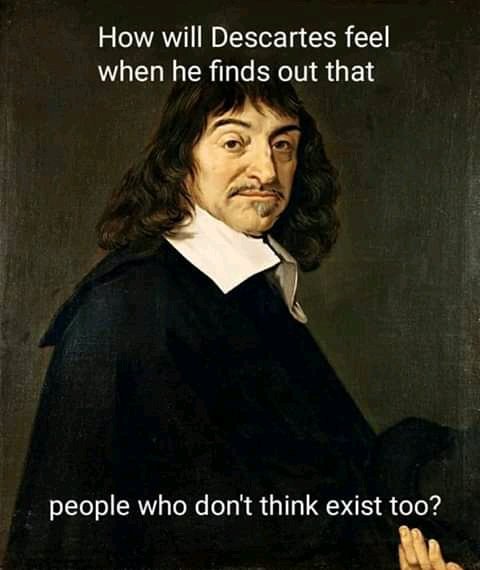 How will Descartes feel
when he finds out that
people who don't think exist too?